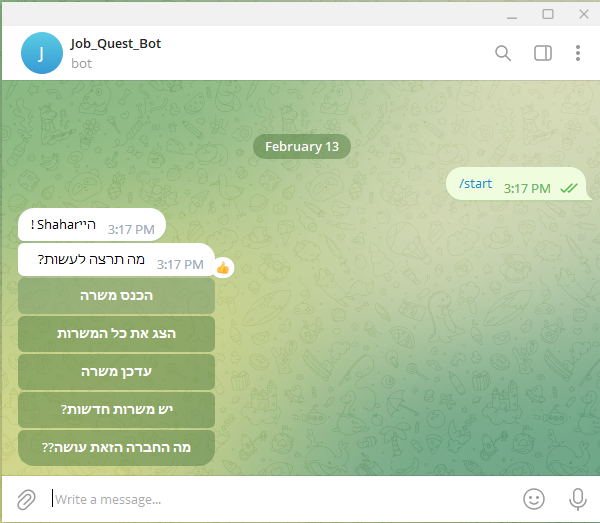 J
Job_Quest_Bot
bot
February 13
/start 3:17 PM
היי Shahar! 3:17 PM
מה תרצה לעשות? 3:17 PM
הכנס משרה
הצג את כל המשרות
עדכן משרה
יש משרות חדשות?
מה החברה הזאת עושה??
Write a message...